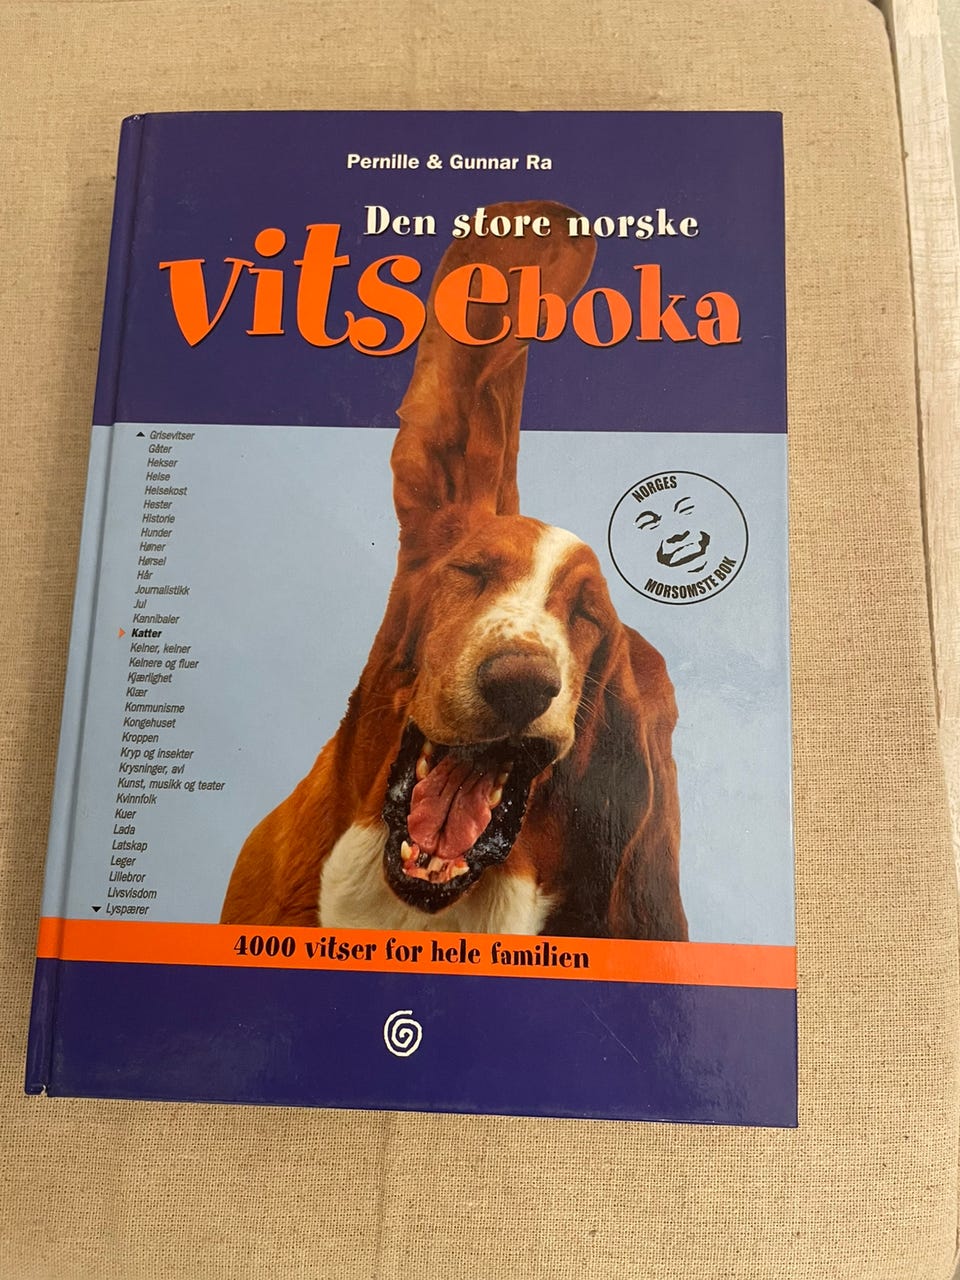 Pernille & Gunnar Ra
Den store norske
vitseboka
Grisevitser
Gåter
Hekser
Helse
Helsekost
Hester
Historie
Hunder
Høner
Hørsel
Hår
Journalistikk
Jul
Kannibaler
Katter
Kelner, kelner
Kelnere og fluer
Kjærlighet
Klær
Kommunisme
Kongehuset
Kroppen
Kryp og insekter
Krysninger, avl
Kunst, musikk og teater
Kvinnfolk
Kuer
Lada
Latskap
Leger
Lillebror
Livsvisdom
Lyspærer
NORGES
MORSOMSTE BOK
4000 vitser for hele familien